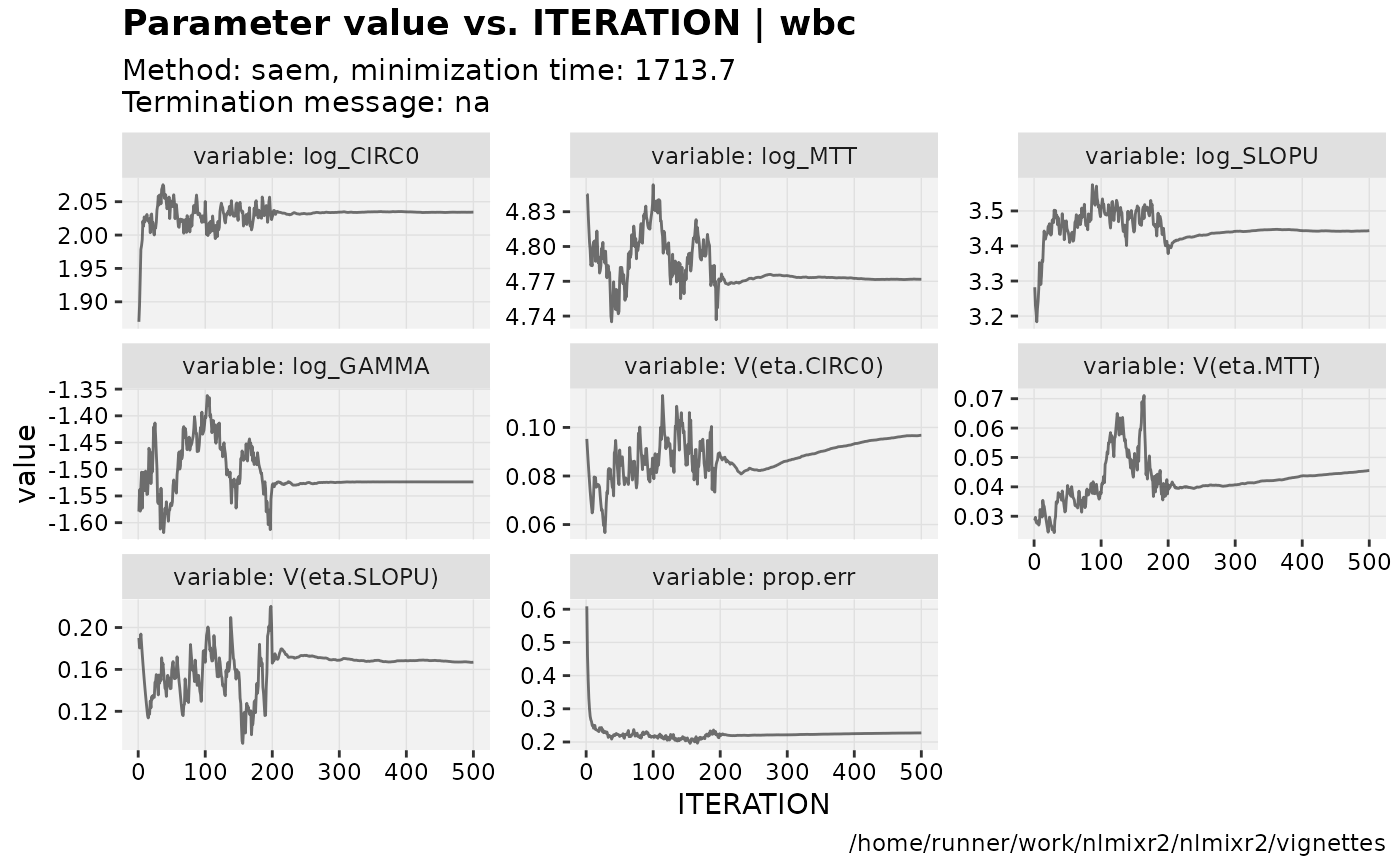 Parameter value vs. ITERATION | wbc
Method: saem, minimization time: 1713.7
Termination message: na
variable: log_CIRC0
2.05
2.00
1.95
1.90
variable: log_MTT
4.83
4.80
4.77
4.74
variable: log_SLOPU
3.5
3.4
3.3
3.2
value
variable: log_GAMMA
-1.35
-1.40
-1.45
-1.50
-1.55
-1.60
variable: V(eta.CIRC0)
0.10
0.08
0.06
variable: V(eta.MTT)
0.07
0.06
0.05
0.04
0.03
0 100 200 300 400 500
variable: V(eta.SLOPU)
0.20
0.16
0.12
0 100 200 300 400 500
variable: prop.err
0.6
0.5
0.4
0.3
0.2
0 100 200 300 400 500
ITERATION
/home/runner/work/nlmixr2/nlmixr2/vignettes